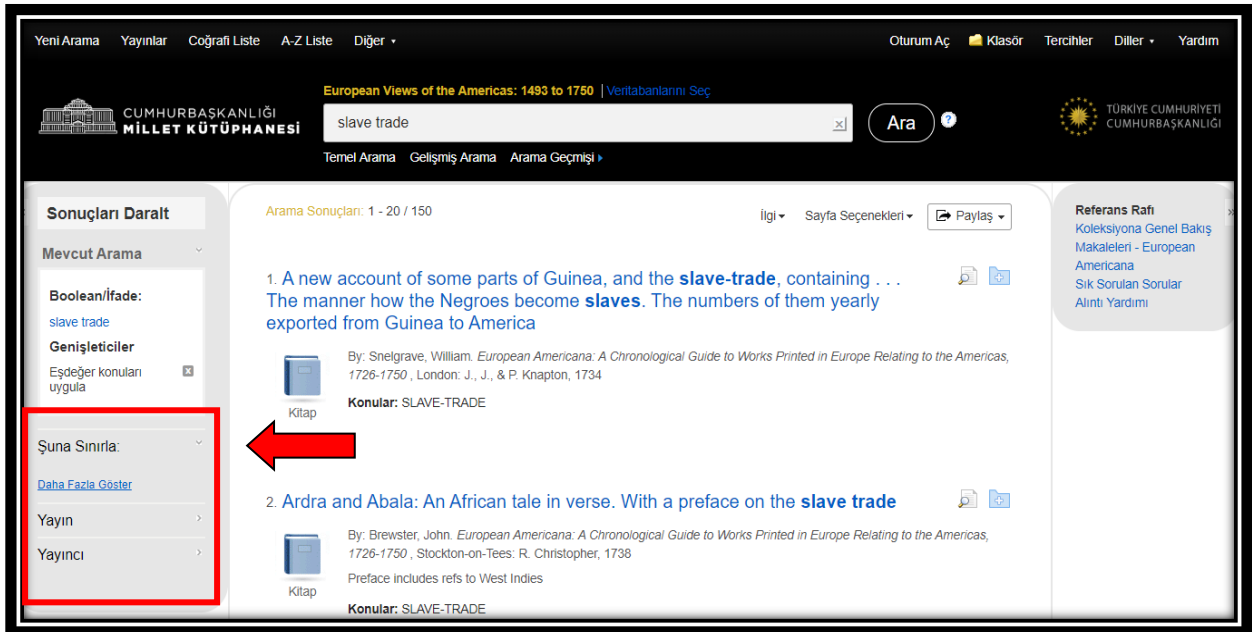 Yeni Arama Yayınlar Coğrafi Liste A-Z Liste Diğer Oturum Aç Klasör Tercihler Diller Yardım
European Views of the Americas: 1493 to 1750 | Veritabanlarını Seç
CUMHURBAŞKANLIĞI
MİLLET KÜTÜPHANESİ
slave trade
x
Ara
?
TÜRKİYE CUMHURİYETİ
CUMHURBAŞKANLIĞI
Temel Arama Gelişmiş Arama Arama Geçmişi
Sonuçları Daralt
Mevcut Arama
Boolean/İfade:
slave trade
Genişleticiler
Eşdeğer konuları
uygula
x
Şuna Sınırla:
Daha Fazla Göster
Yayın
Yayıncı
Arama Sonuçları: 1 - 20 / 150
İlgi Sayfa Seçenekleri Paylaş
1. A new account of some parts of Guinea, and the slave-trade, containing . . .
The manner how the Negroes become slaves. The numbers of them yearly
exported from Guinea to America
Kitap
By: Snelgrave, William. European Americana: A Chronological Guide to Works Printed in Europe Relating to the Americas,
1726-1750 , London: J., J., & P. Knapton, 1734
Konular: SLAVE-TRADE
2. Ardra and Abala: An African tale in verse. With a preface on the slave trade
Kitap
By: Brewster, John. European Americana: A Chronological Guide to Works Printed in Europe Relating to the Americas,
1726-1750 , Stockton-on-Tees: R. Christopher, 1738
Preface includes refs to West Indies
Konular: SLAVE-TRADE
Referans Rafı
»
Koleksiyona Genel Bakış
Makaleleri - European
Americana
Sık Sorulan Sorular
Alıntı Yardımı